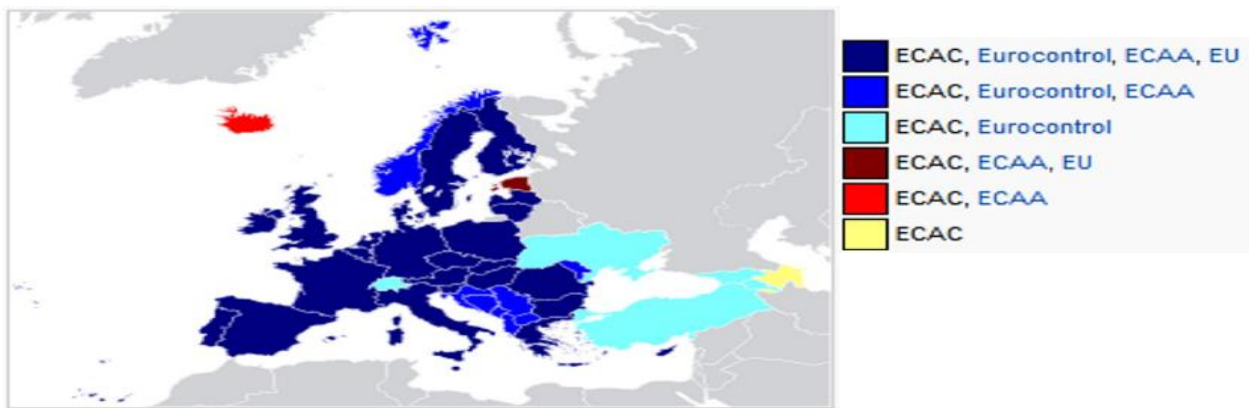 ECAC, Eurocontrol, ECAA, EU
ECAC, Eurocontrol, ECAA
ECAC, Eurocontrol
ECAC, ECAA, EU
ECAC, ECAA
ECAC